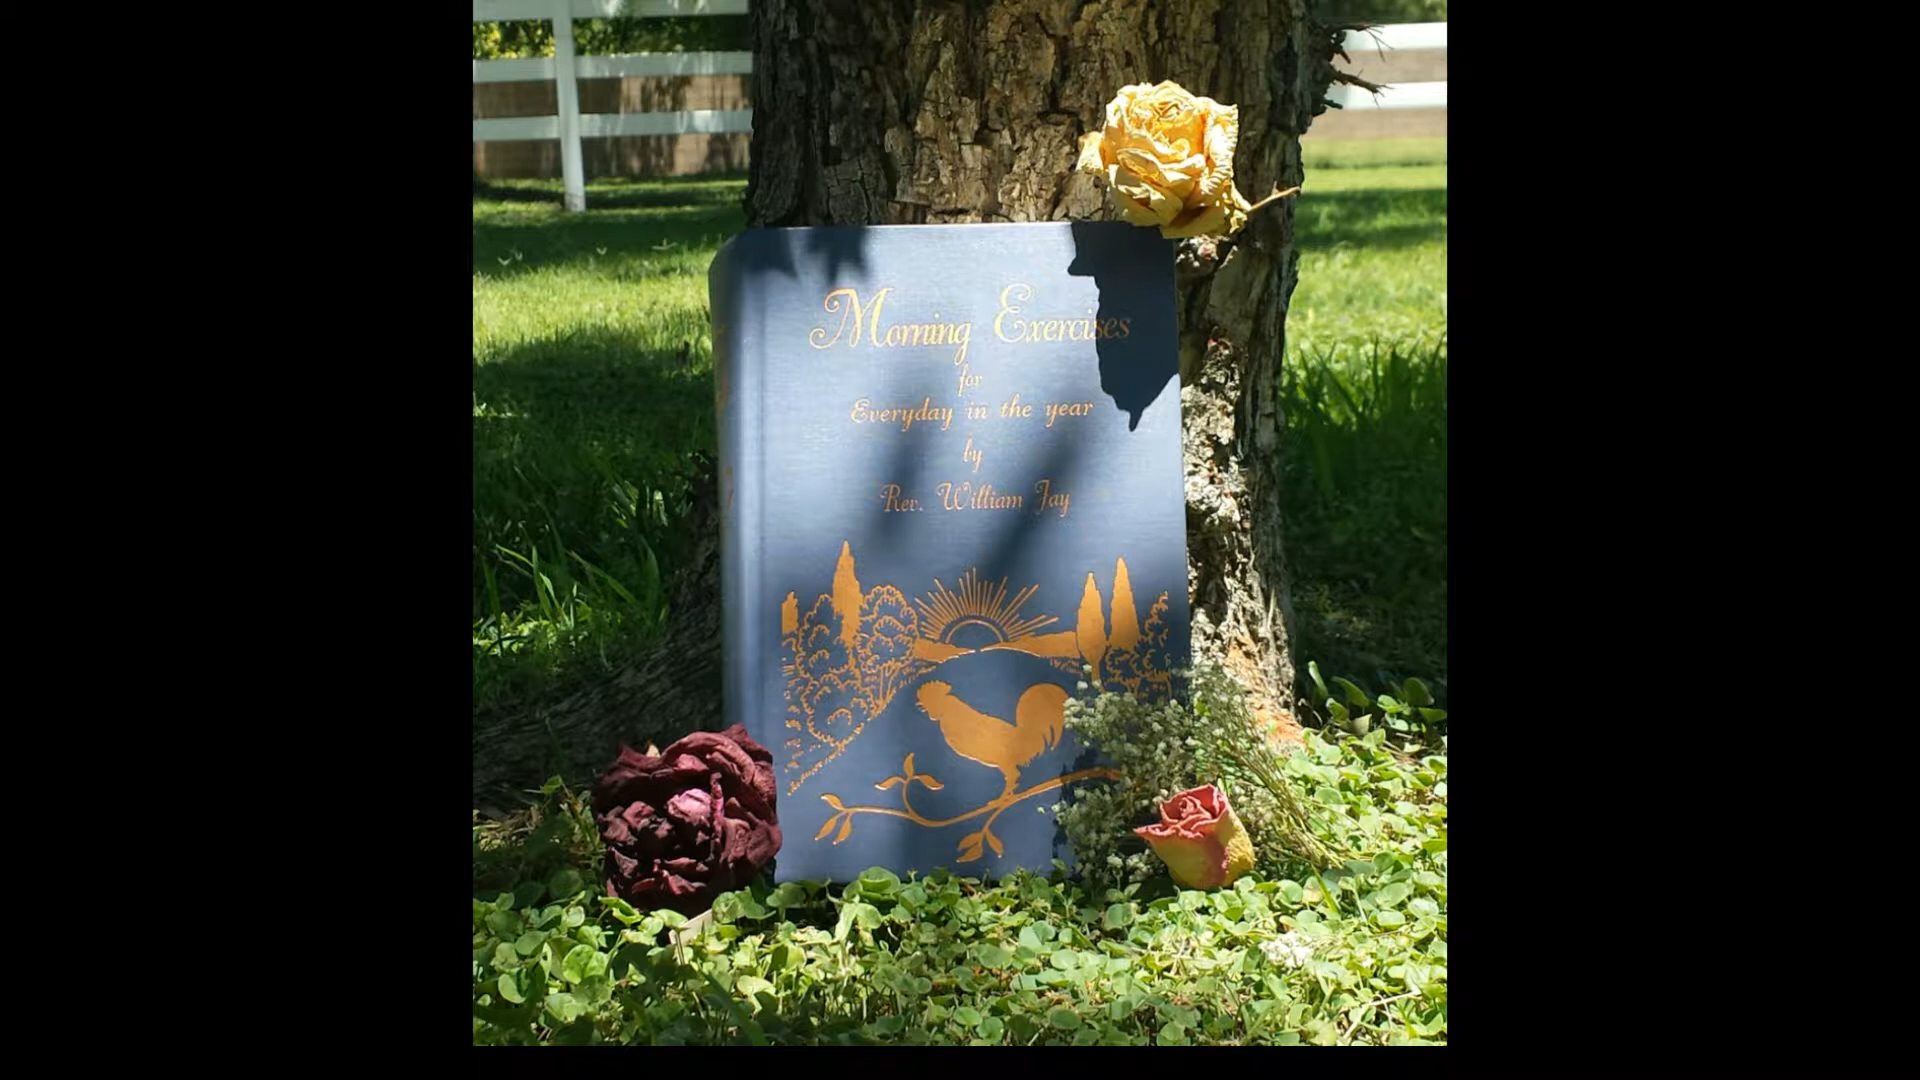 Morning Exercises
for
Everyday in the year
by
Rev. William Jay